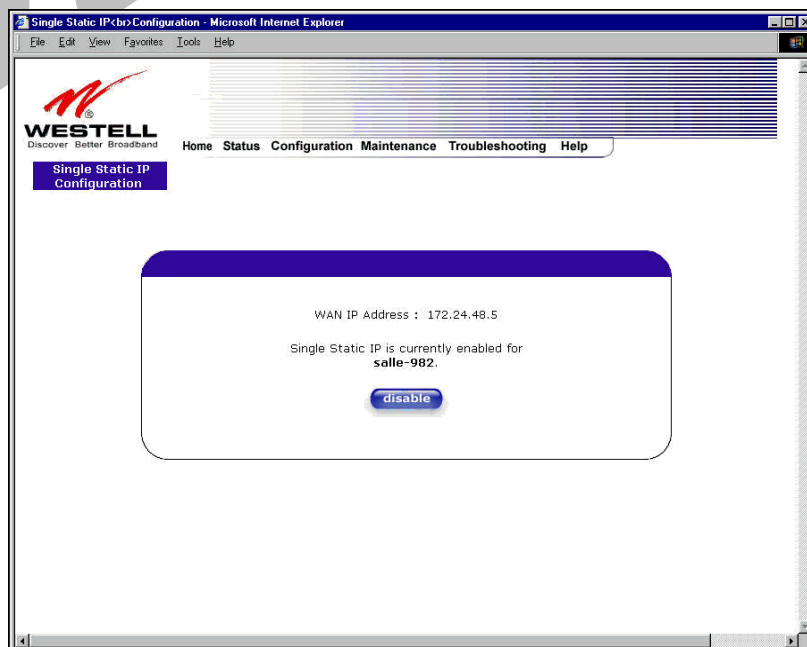 Single Static IP<br>Configuration - Microsoft Internet Explorer
File Edit View Favorites Tools Help
®
WESTELL
Discover Better Broadband
Home Status Configuration Maintenance Troubleshooting Help
Single Static IP
Configuration
WAN IP Address : 172.24.48.5
Single Static IP is currently enabled for
salle-982.
disable